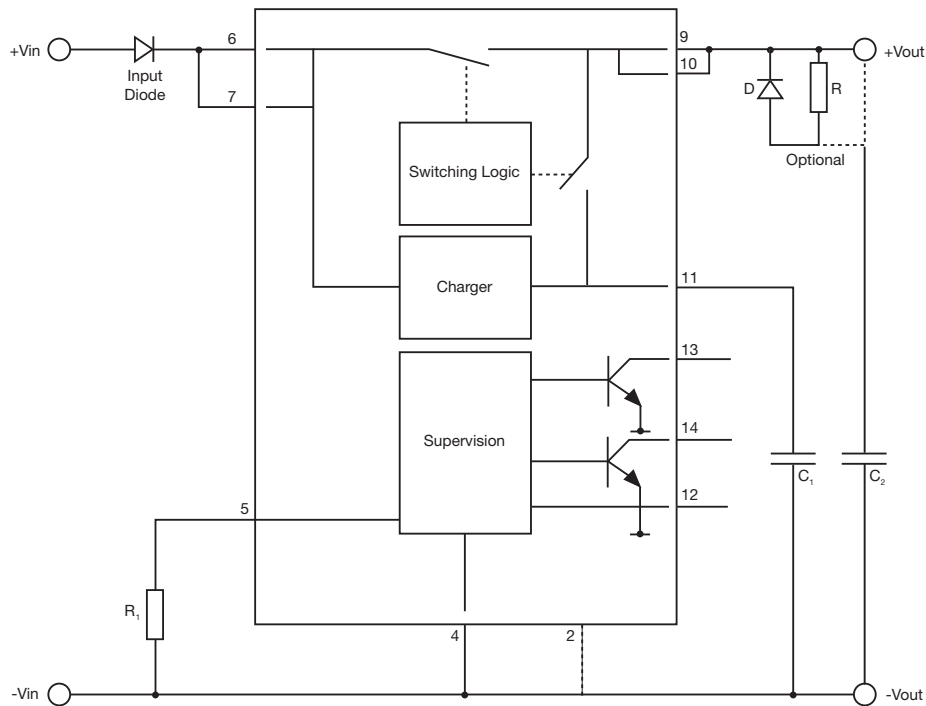 +Vin
Input
Diode
6
7
9
10
+Vout
D
R
Optional
Switching Logic
Charger
11
13
Supervision
14
12
C₁
C₂
5
R₁
4
2
-Vin
-Vout